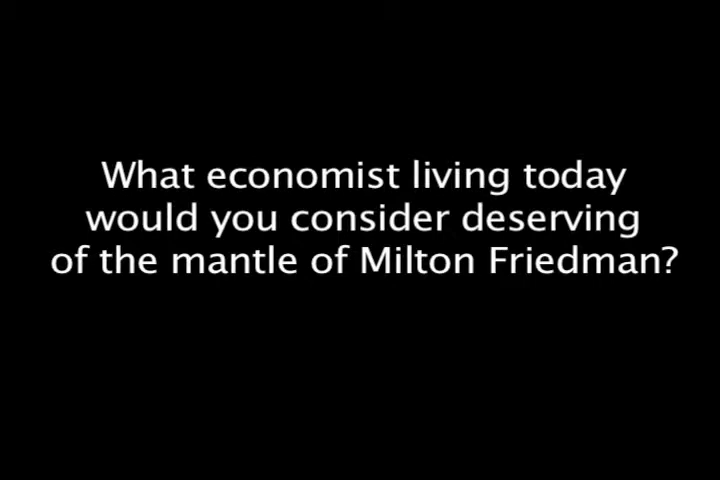 What economist living today
would you consider deserving
of the mantle of Milton Friedman?